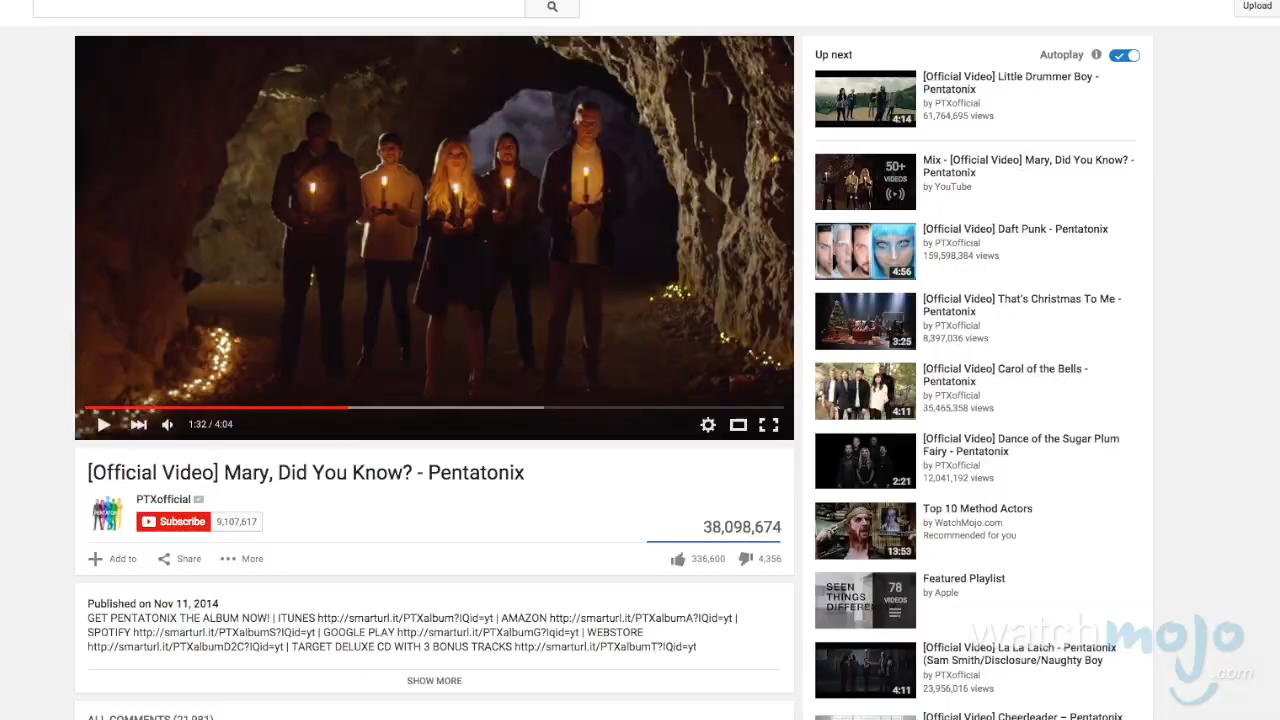 Upload
1:32 / 4:04
[Official Video] Mary, Did You Know? - Pentatonix
PTXofficial
Subscribe 9,107,617
38,098,674
Add to Share More
336,600 4,356
Published on Nov 11, 2014
GET PENTATONIX THE ALBUM NOW! ITUNES http://smarturl.it/PTXalbum?IQid=yt | AMAZON http://smarturl.it/PTXalbumA?IQid=yt |
SPOTIFY http://smarturl.it/PTXalbumS?IQid=yt | GOOGLE PLAY http://smarturl.it/PTXalbumG?Iqid=yt | WEBSTORE
http://smarturl.it/PTXalbumD2C?IQid=yt | TARGET DELUXE CD WITH 3 BONUS TRACKS http://smarturl.it/PTXalbumT?IQid=yt
SHOW MORE
ALL COMMENTS (21,981)
Up next Autoplay
[Official Video] Little Drummer Boy -
Pentatonix
by PTXofficial
61,764,695 views
4:14
Mix - [Official Video] Mary, Did You Know? -
Pentatonix
by YouTube
50+
VIDEOS
[Official Video] Daft Punk - Pentatonix
by PTXofficial
159,598,384 views
4:56
[Official Video] That's Christmas To Me -
Pentatonix
by PTXofficial
8,397,036 views
3:25
[Official Video] Carol of the Bells -
Pentatonix
by PTXofficial
35,465,358 views
4:11
[Official Video] Dance of the Sugar Plum
Fairy - Pentatonix
by PTXofficial
12,041,192 views
2:21
Top 10 Method Actors
by WatchMojo.com
Recommended for you
13:53
Featured Playlist
by Apple
SEEN
THINGS
DIFFEREN
78
VIDEOS
[Official Video] La La Latch - Pentatonix
(Sam Smith/Disclosure/Naughty Boy
by PTXofficial
23,956,016 views
4:11
[Official Video] Cheerleader – Pentatonix
watchmojo
.com